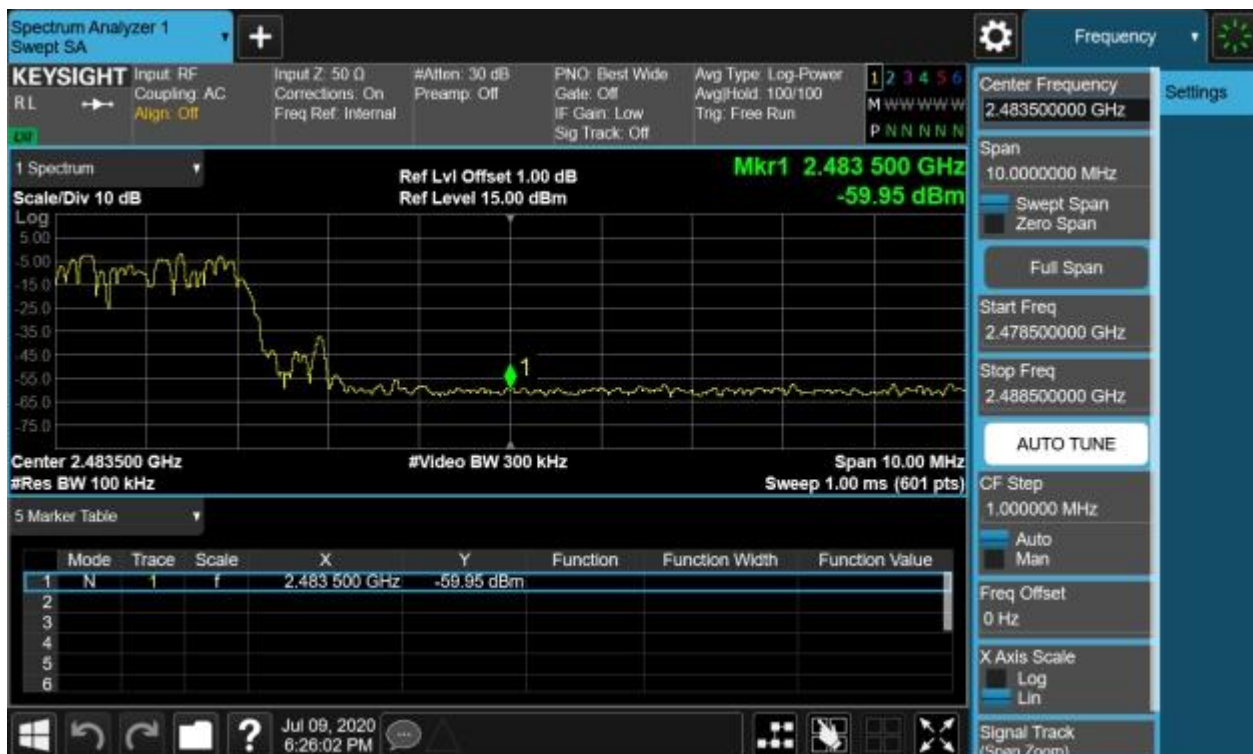 Spectrum Analyzer 1
Swept SA
+
Frequency
KEYSIGHT
RL
Input: RF
Coupling: AC
Align: Off
Input Z: 50 Ω
Corrections: On
Freq Ref: Internal
#Atten: 30 dB
Preamp: Off
PNO: Best Wide
Gate: Off
IF Gain: Low
Sig Track: Off
Avg Type: Log-Power
Avg|Hold: 100/100
Trig: Free Run
1 2 3 4 5 6
M W W W W W
P N N N N N
1 Spectrum
Scale/Div 10 dB
Ref Lvl Offset 1.00 dB
Ref Level 15.00 dBm
Mkr1 2.483 500 GHz
-59.95 dBm
Log
5.00
-5.00
-15.0
-25.0
-35.0
-45.0
-55.0
-65.0
-75.0
1
Center 2.483500 GHz
#Res BW 100 kHz
#Video BW 300 kHz
Span 10.00 MHz
Sweep 1.00 ms (601 pts)
5 Marker Table
Mode Trace Scale X Y Function Function Width Function Value
1 N 1 f 2.483 500 GHz -59.95 dBm
2
3
4
5
6
?
Jul 09, 2020
6:26:02 PM
Center Frequency
2.483500000 GHz
Settings
Span
10.0000000 MHz
Swept Span
Zero Span
Full Span
Start Freq
2.478500000 GHz
Stop Freq
2.488500000 GHz
AUTO TUNE
CF Step
1.000000 MHz
Auto
Man
Freq Offset
0 Hz
X Axis Scale
Log
Lin
Signal Track
(Span Zoom)